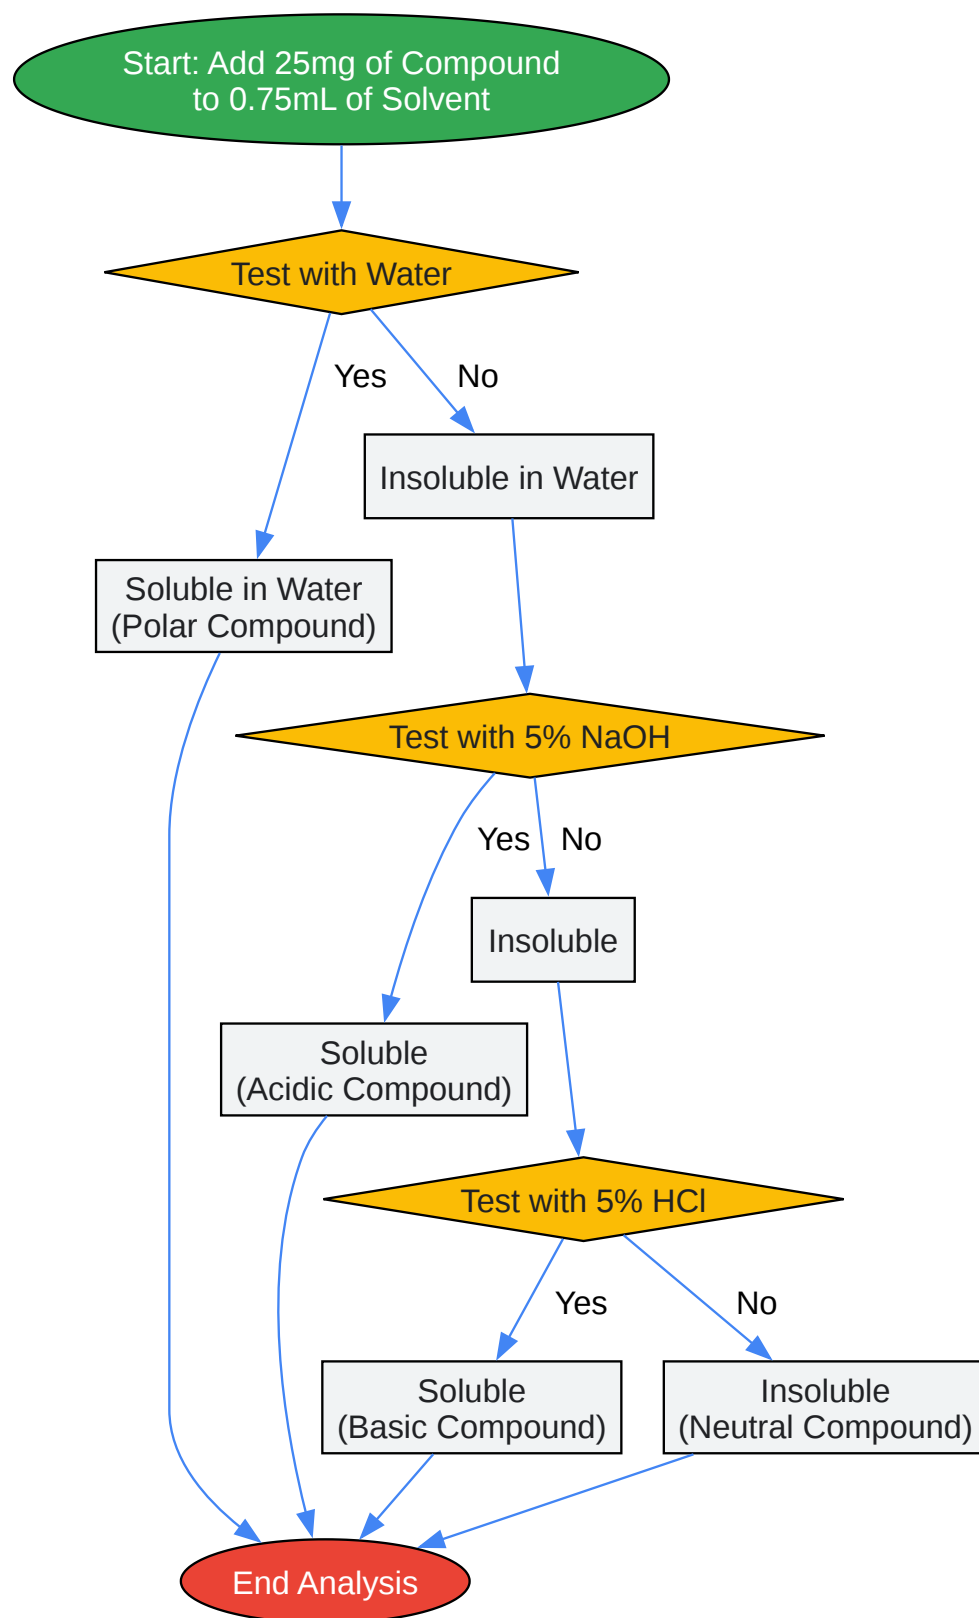 Start: Add 25mg of Compound
to 0.75mL of Solvent
Test with Water
Yes
No
Insoluble in Water
Soluble in Water
(Polar Compound)
Test with 5% NaOH
Yes
No
Insoluble
Soluble
(Acidic Compound)
Test with 5% HCl
Yes
No
Soluble
(Basic Compound)
Insoluble
(Neutral Compound)
End Analysis